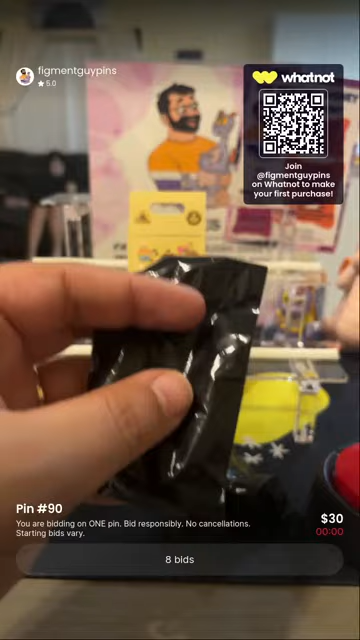 figmentguypins
★ 5.0
whatnot
Join
@figmentguypins
on Whatnot to make
your first purchase!
Pin #90
You are bidding on ONE pin. Bid responsibly. No cancellations.
Starting bids vary.
$30
00:00
8 bids